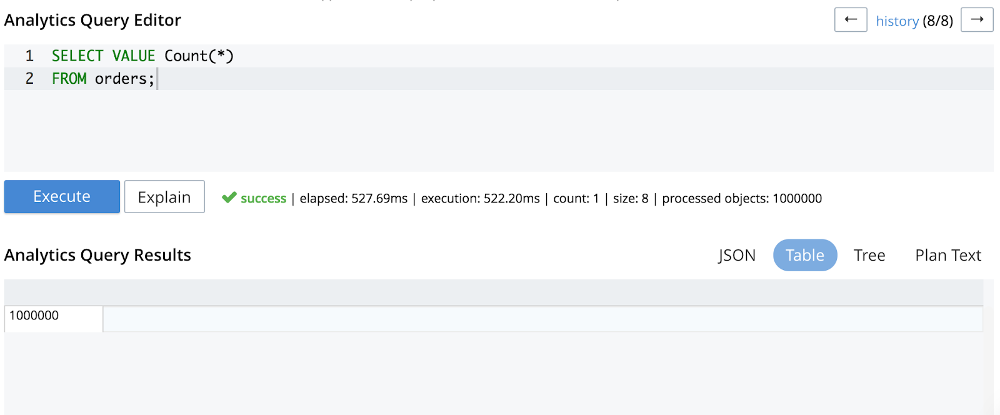 Analytics Query Editor
← history (8/8) →
1 SELECT VALUE Count(*)
2 FROM orders;
Execute Explain ✔ success | elapsed: 527.69ms | execution: 522.20ms | count: 1 | size: 8 | processed objects: 1000000
Analytics Query Results JSON Table Tree Plan Text
1000000